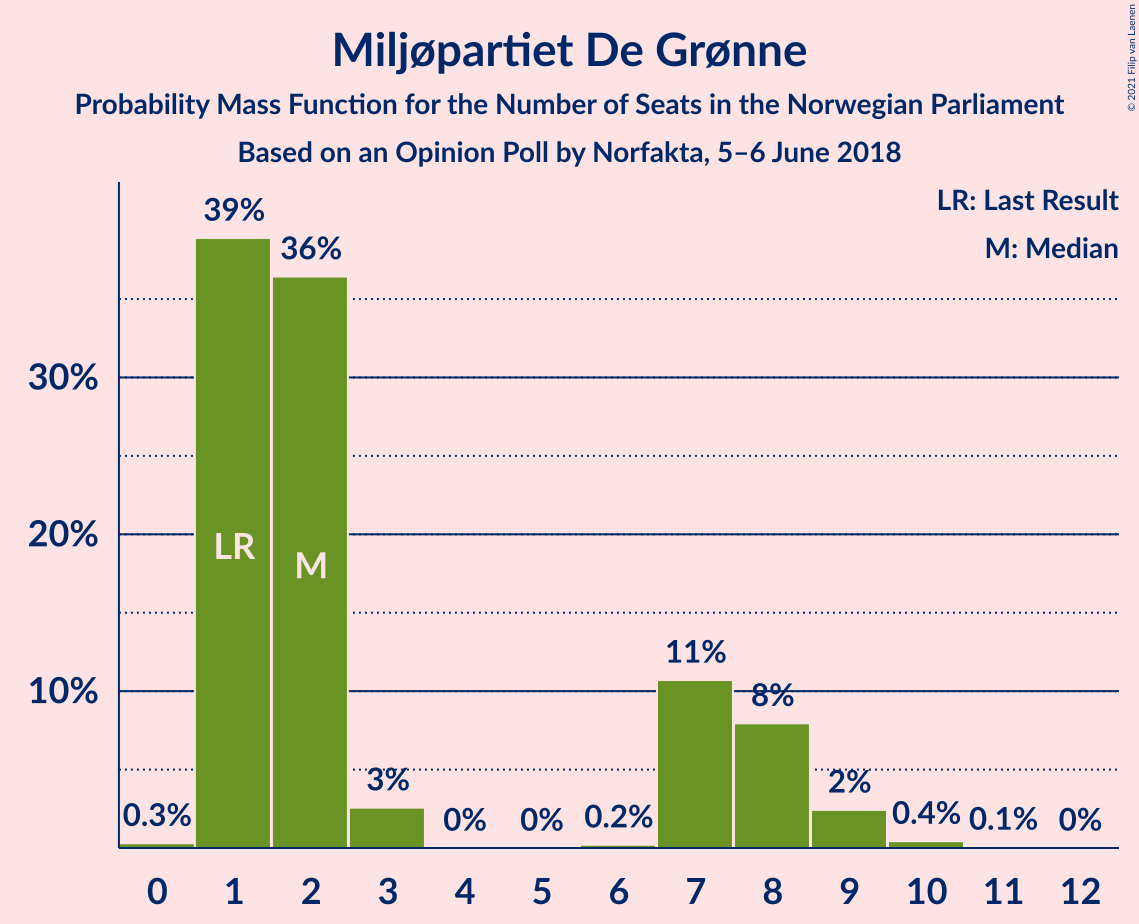 Miljøpartiet De Grønne
Probability Mass Function for the Number of Seats in the Norwegian Parliament
Based on an Opinion Poll by Norfakta, 5–6 June 2018
© 2021 Filip van Laenen
LR: Last Result
M: Median
39%
36%
30%
20%
LR
M
11%
10%
8%
3%
2%
0.3%
0%
0%
0.2%
0.4%
0.1%
0%
0 1 2 3 4 5 6 7 8 9 10 11 12